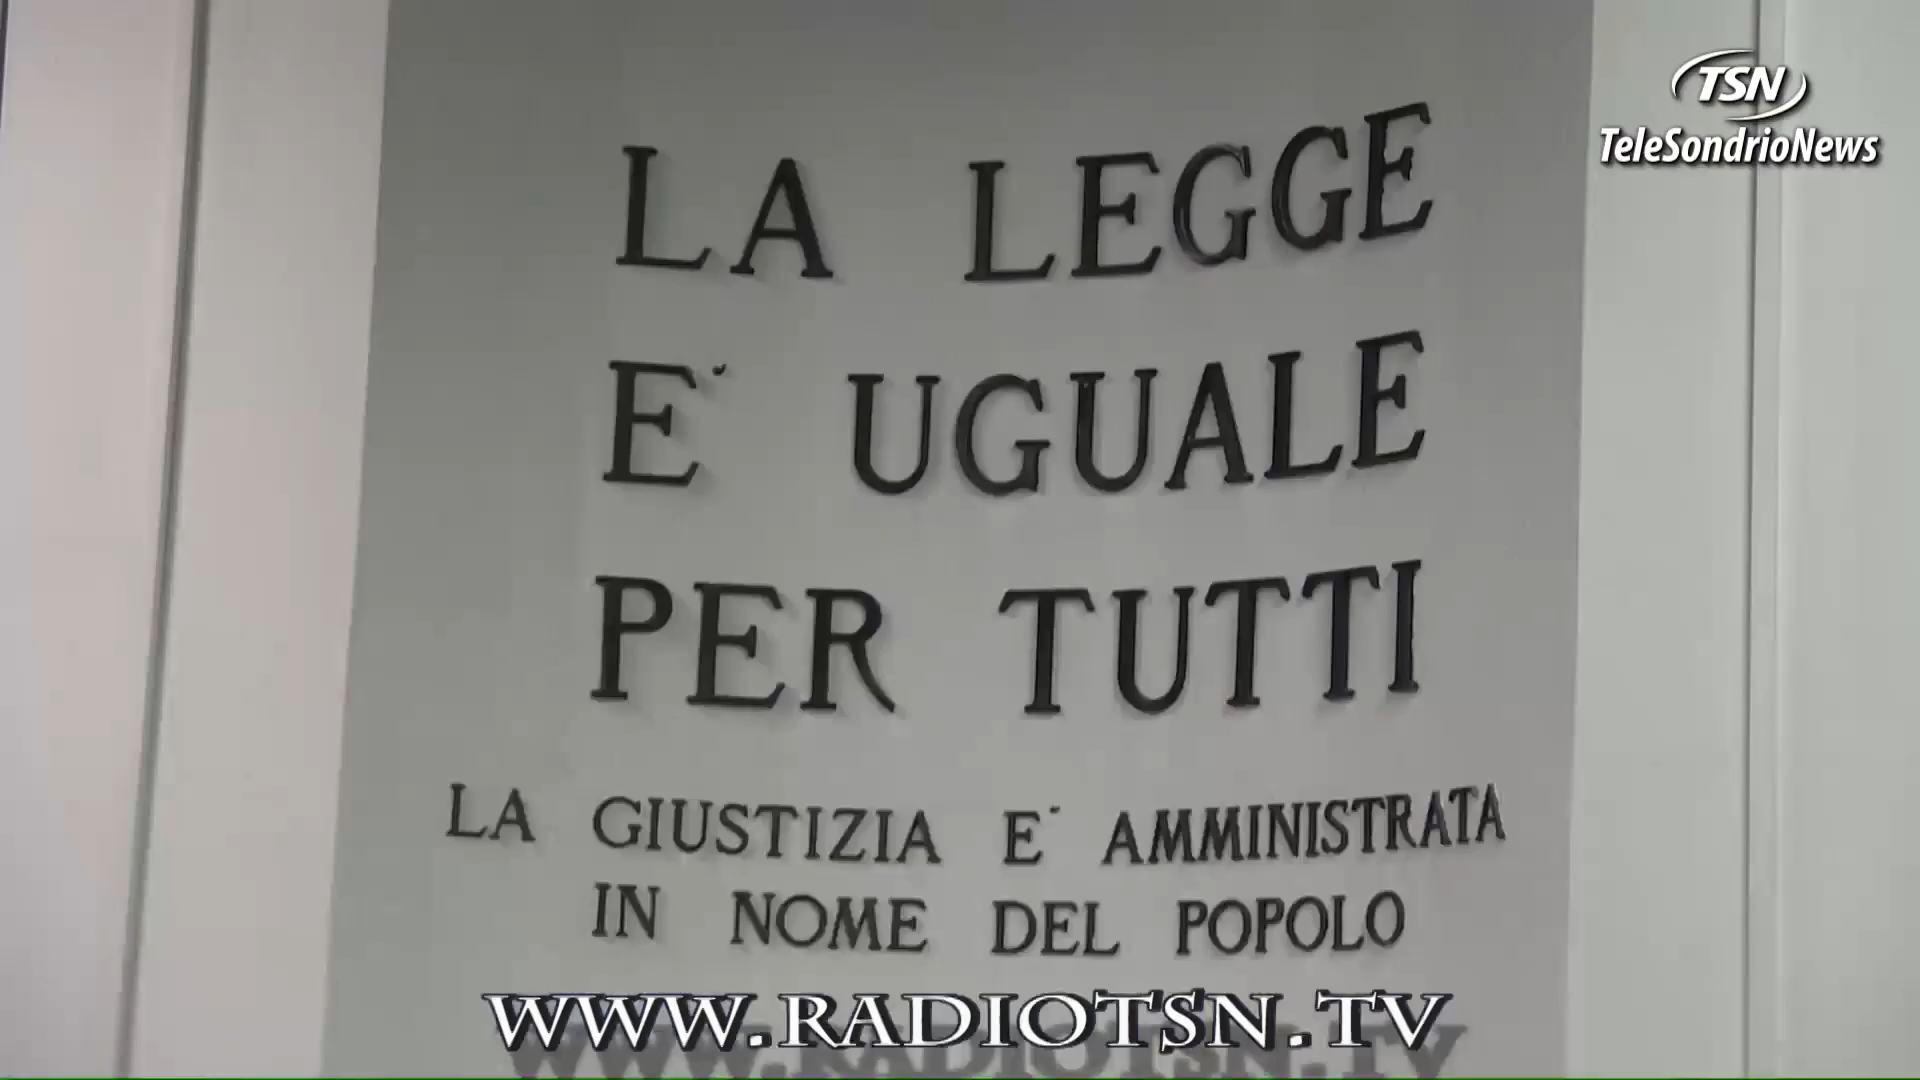 TSN
TeleSondrioNews
LA LEGGE
E' UGUALE
PER TUTTI
LA GIUSTIZIA E' AMMINISTRATA
IN NOME DEL POPOLO
WWW.RADIOTSN.TV